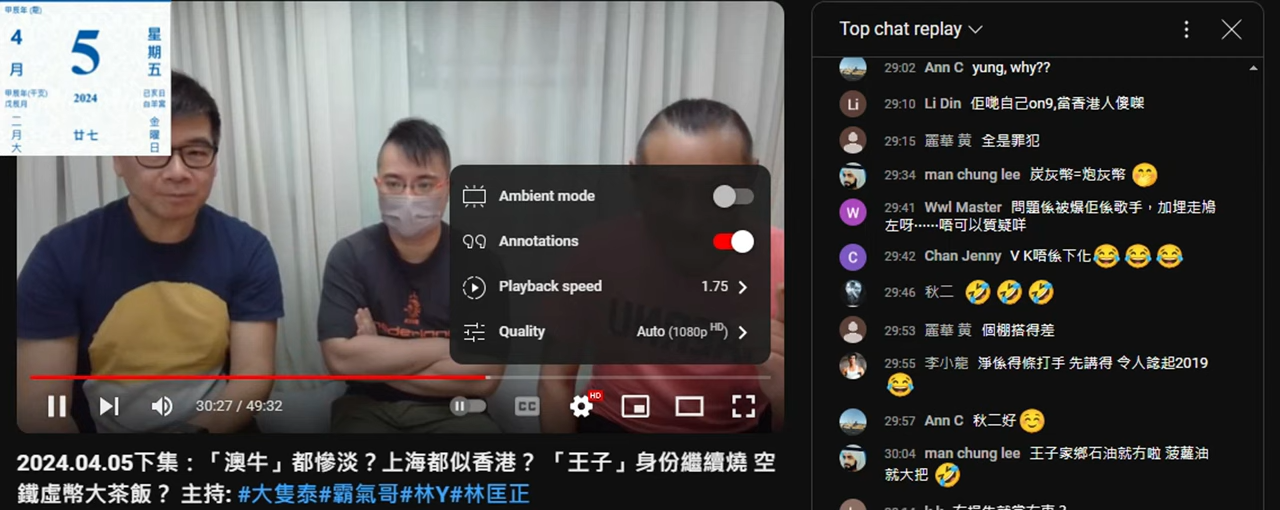 甲辰年 (龍)
4
月
5
星期五
甲辰年(平支)
戊辰月
2024
己亥日
白羊宮
二月大
廿七
金曜日
Ambient mode
Annotations
Playback speed 1.75
Quality Auto (1080p HD)
30:27 / 49:32
CC
HD
2024.04.05下集：「澳牛」都慘淡？上海都似香港？ 「王子」身份繼續燒 空
鐵虛幣大茶飯？ 主持: #大隻泰#霸氣哥#林Y#林匡正
Top chat replay
29:02 Ann C yung, why??
Li 29:10 Li Din 佢哋自己on9,當香港人傻㗎
29:15 麗華 黃 全是罪犯
29:34 man chung lee 炭灰幣=炮灰幣 🤭
W 29:41 Wwl Master 問題係被爆佢係歌手，加埋走鳩
左呀⋯⋯唔可以質疑咩
C 29:42 Chan Jenny V K唔係下化😂😂😂
29:46 秋二 🤣🤣🤣
29:53 麗華 黃 個棚搭得差
29:55 李小龍 淨係得條打手 先講得 令人諗起2019
😂
29:57 Ann C 秋二好☺️
30:04 man chung lee 王子家鄉石油就冇啦 菠蘿油
就大把 🤣